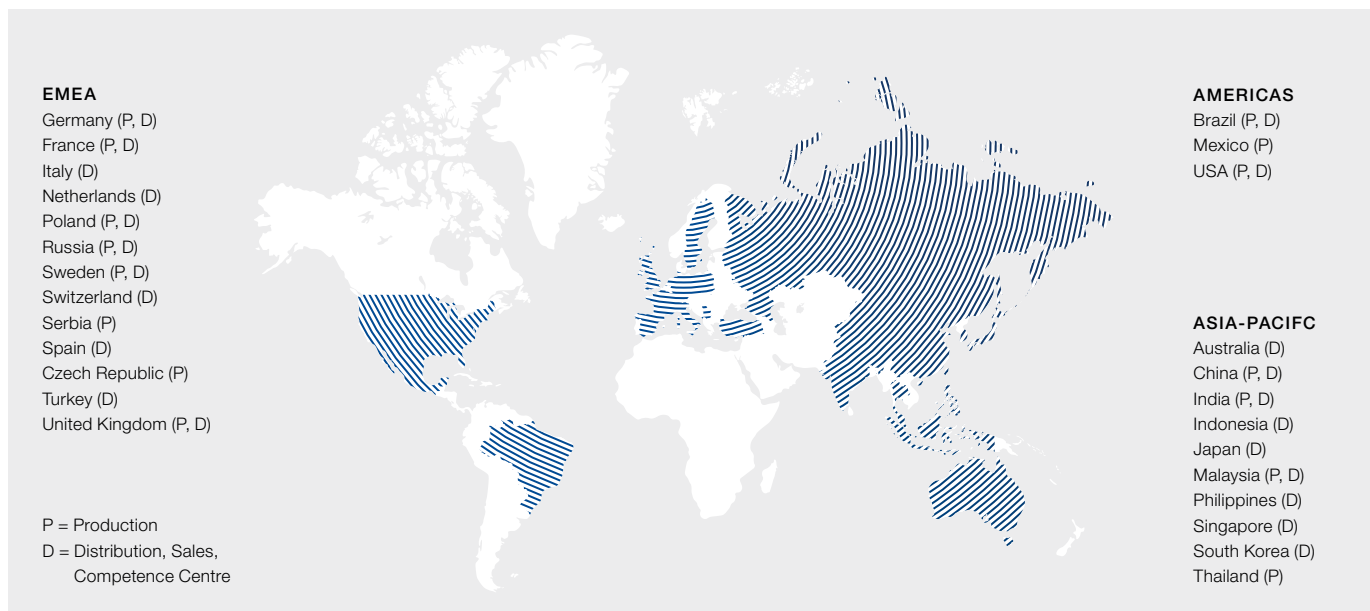 EMEA
Germany (P, D)
France (P, D)
Italy (D)
Netherlands (D)
Poland (P, D)
Russia (P, D)
Sweden (P, D)
Switzerland (D)
Serbia (P)
Spain (D)
Czech Republic (P)
Turkey (D)
United Kingdom (P, D)
P = Production
D = Distribution, Sales,
Competence Centre
AMERICAS
Brazil (P, D)
Mexico (P)
USA (P, D)
ASIA-PACIFC
Australia (D)
China (P, D)
India (P, D)
Indonesia (D)
Japan (D)
Malaysia (P, D)
Philippines (D)
Singapore (D)
South Korea (D)
Thailand (P)